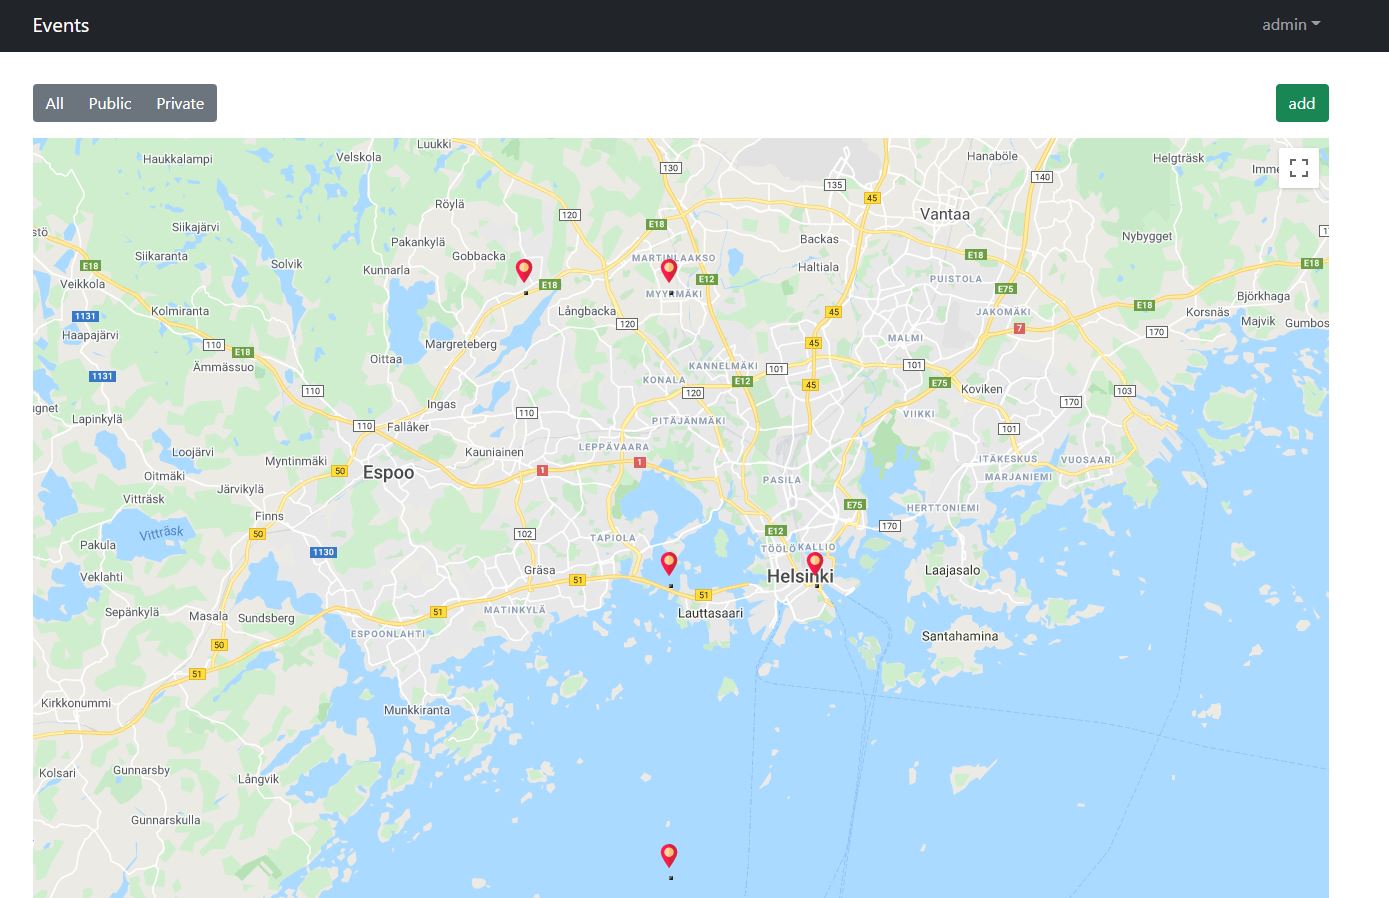 Events
admin
All Public Private
add
Luukki
Haukkalampi
Velskola
Hanaböle
Helgträsk
130
Imme
140
135
45
Röylä
120
Vantaa
E18
Siikajärvi
stö
Pakankylä
Backas
Nybygget
Siikaranta
Gobbacka
MARTINLAAKSO
E18
Solvik
Kunnarla
Haltiala
E75
E18
E18
Veikkola
E18
E12
PUISTOLA
MYYRMÄKI
E75
Björkhaga
Kolmiranta
Långbacka
45
JAKOMÄKI
E18
Korsnäs
1131
120
7
170
Majvik
Gumbos
Haapajärvi
110
Margreteberg
45
MALMI
E18
Oittaa
Ämmässuo
KANNELMÄKI
101
101
1131
KONALA
E12
45
E75
Koviken
110
120
103
ugnet
Ingas
110
170
Lapinkylä
PITÄJÄNMÄKI
VIIKKI
110
Fallåker
101
LEPPÄVAARA
Loojärvi
Kauniainen
Myntinmäki
50
Espoo
1
1
ITÄKESKUS
VUOSAARI
Oitmäki
PASILA
MARJANIEMI
Järvikylä
Vitträsk
E75
HERTTONIEMI
Finns
170
Vitträsk
50
102
E12
Pakula
TAPIOLA
TÖÖLÖ
KALLIO
1130
Veklahti
Gräsa
51
Helsinki
Laajasalo
51
Sepänkylä
Masala
Sundsberg
51
MATINKYLÄ
Lauttasaari
ESPOONLAHTI
Santahamina
50
51
Kirkkonummi
Munkkiranta
Kolsari
Gunnarsby
Långvik
Gunnarskulla